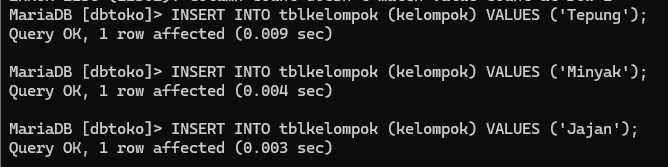 MariaDB [dbtoko]> INSERT INTO tblkelompok (kelompok) VALUES ('Tepung');
Query OK, 1 row affected (0.009 sec)
MariaDB [dbtoko]> INSERT INTO tblkelompok (kelompok) VALUES ('Minyak');
Query OK, 1 row affected (0.004 sec)
MariaDB [dbtoko]> INSERT INTO tblkelompok (kelompok) VALUES ('Jajan');
Query OK, 1 row affected (0.003 sec)